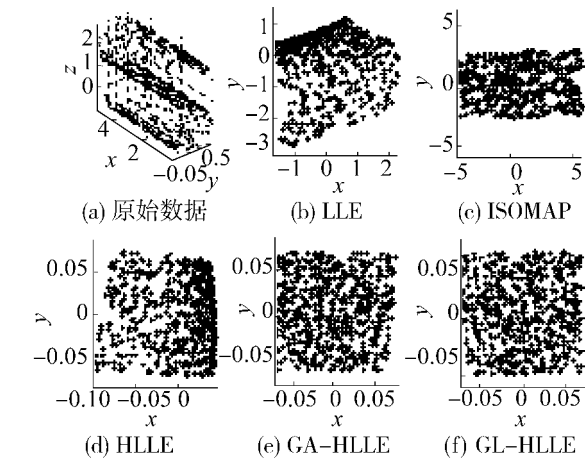 2
1
0
z
4
2
x
-0.05
0.5
y
(a) 原始数据
1
0
-1
-2
-3
y
-1
0
1
2
x
(b) LLE
5
0
-5
y
-5
0
5
x
(c) ISOMAP
0.05
0
-0.05
y
-0.10
-0.05
0
x
(d) HLLE
0.05
0
-0.05
y
-0.05
0
0.05
x
(e) GA-HLLE
0.05
0
-0.05
y
-0.05
0
0.05
x
(f) GL-HLLE